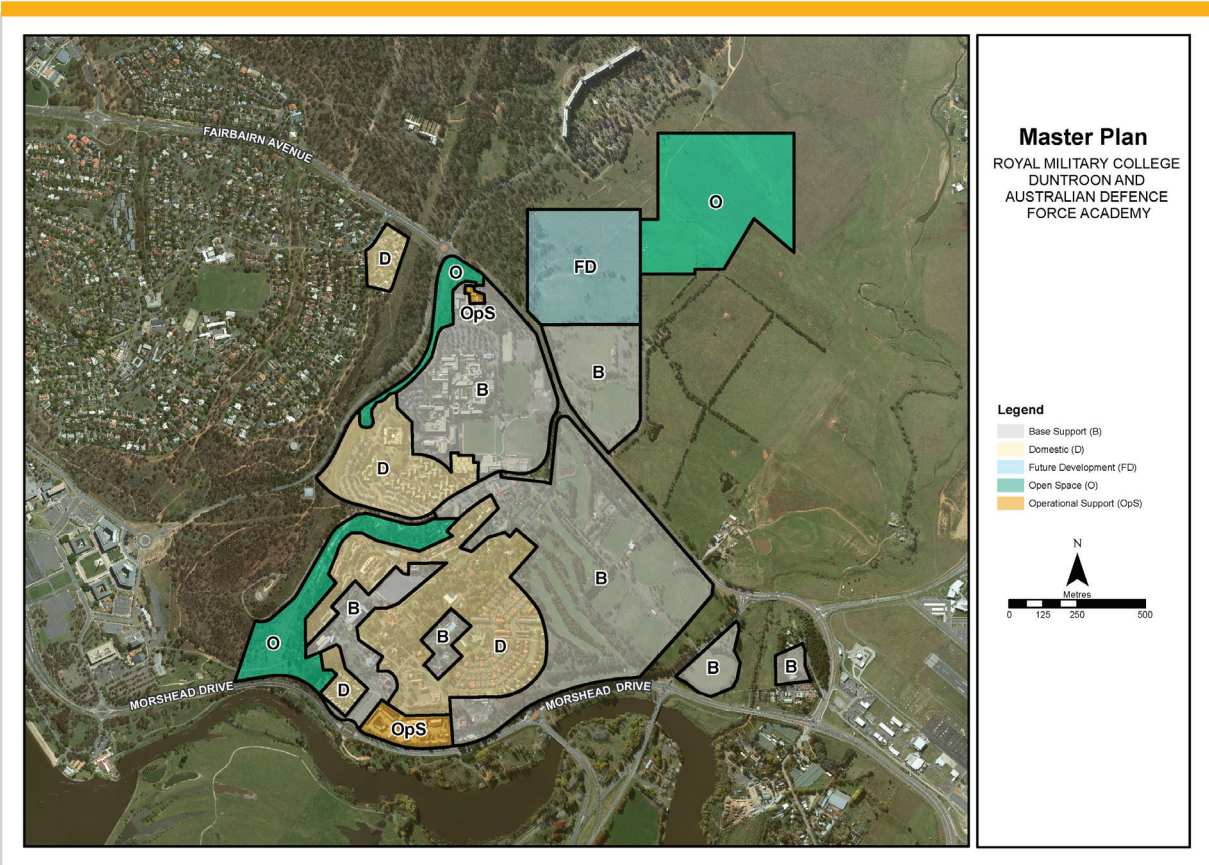 Master Plan
ROYAL MILITARY COLLEGE
DUNTROON AND
AUSTRALIAN DEFENCE
FORCE ACADEMY
FAIRBAIRN AVENUE
O
D
FD
O
OpS
B
B
D
B
B
B
D
O
D
B
B
MORSHEAD DRIVE
MORSHEAD DRIVE
OpS
Legend
Base Support (B)
Domestic (D)
Future Development (FD)
Open Space (O)
Operational Support (OpS)
N
Metres
0 125 250 500